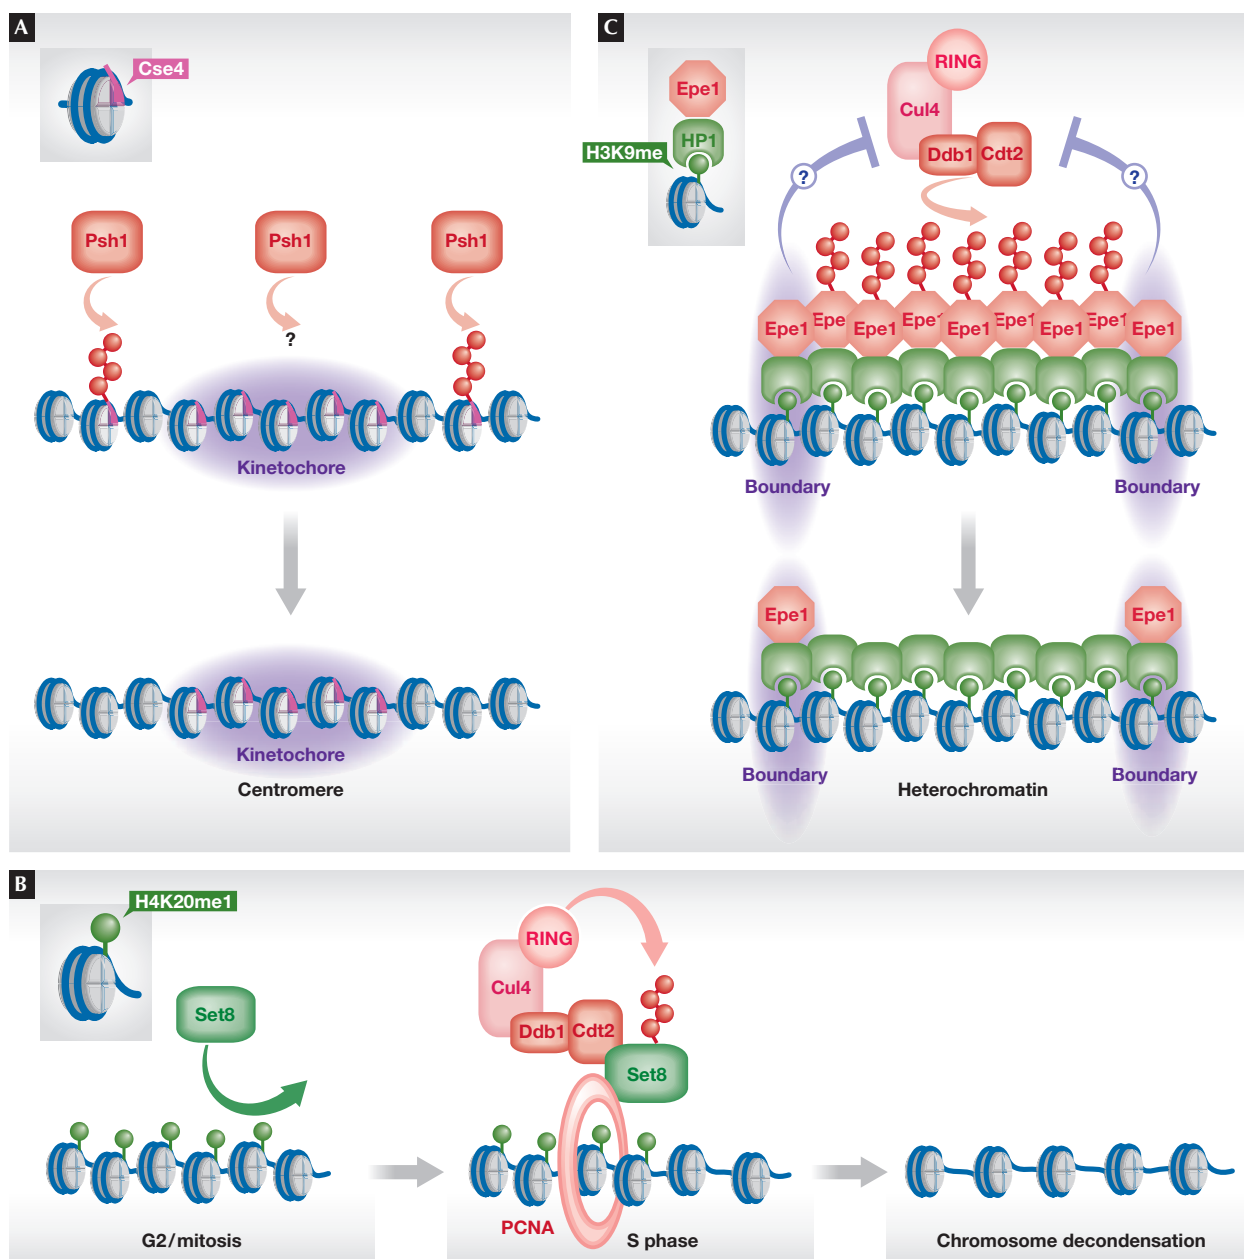 A
Cse4
Psh1
Psh1
Psh1
?
Kinetochore
Kinetochore
Centromere
C
RING
Epe1
Cul4
HP1
H3K9me
Ddb1
Cdt2
?
?
Epe1
Epe1
Epe1
Epe1
Epe1
Epe1
Epe1
Epe1
Epe1
Boundary
Boundary
Epe1
Epe1
Boundary
Boundary
Heterochromatin
B
H4K20me1
Set8
RING
Cul4
Ddb1
Cdt2
Set8
PCNA
G2/mitosis
S phase
Chromosome decondensation